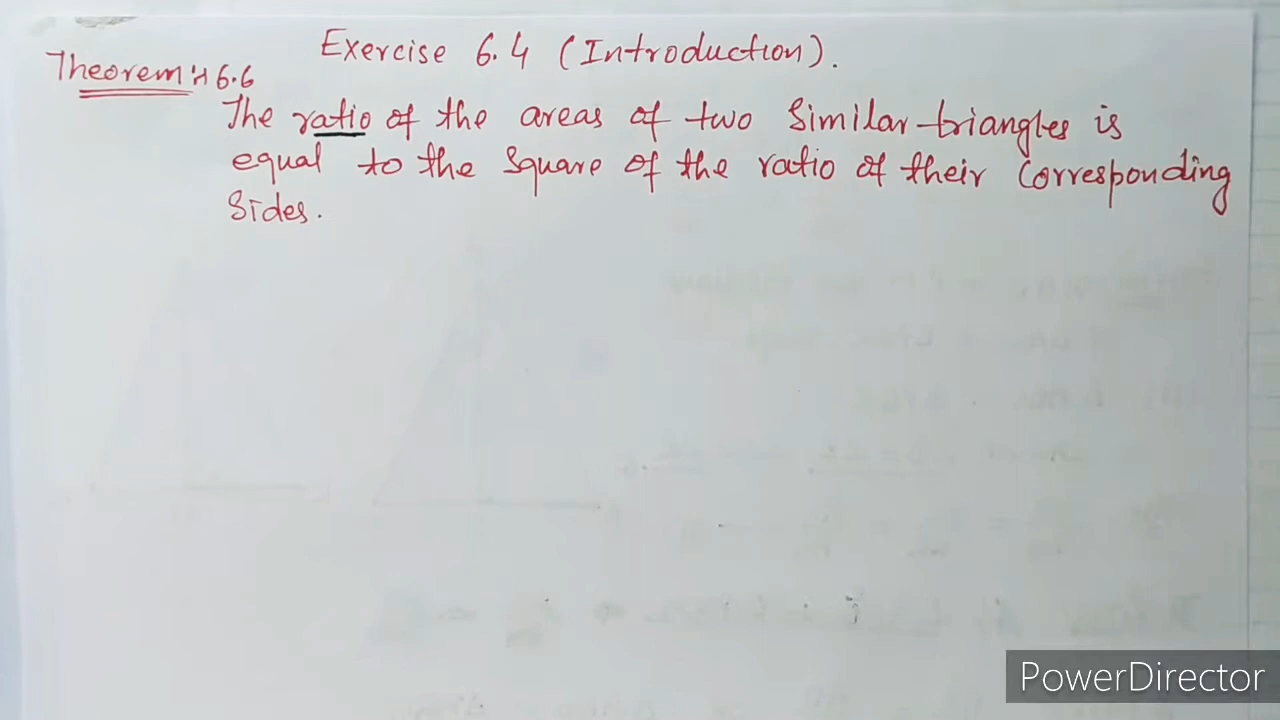 Exercise 6.4 (Introduction).
Theorem :- 6.6
The ratio of the areas of two Similar triangles is
equal to the square of the ratio of their Corresponding
Sides.
PowerDirector